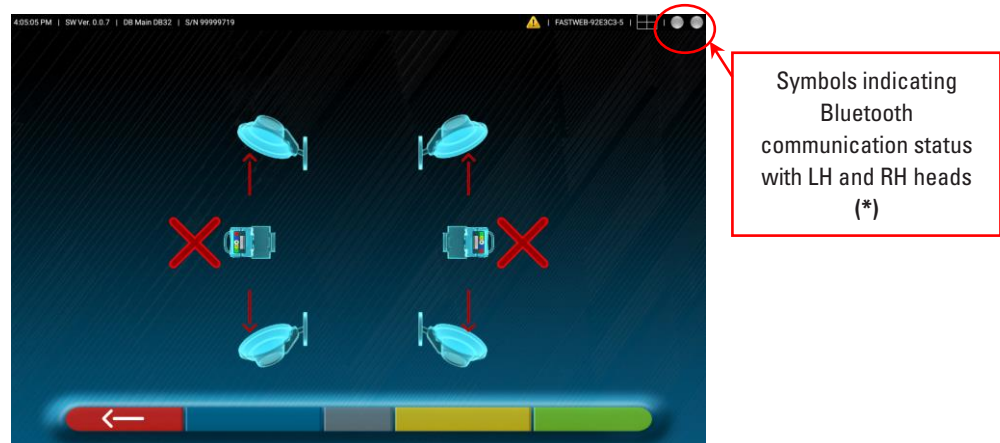 4:05:05 PM | SW Ver. 0.0.7 | DB Main DB32 | S/N 99999719
| FASTWEB-92E3C3-5 | |
Symbols indicating
Bluetooth
communication status
with LH and RH heads
(*)